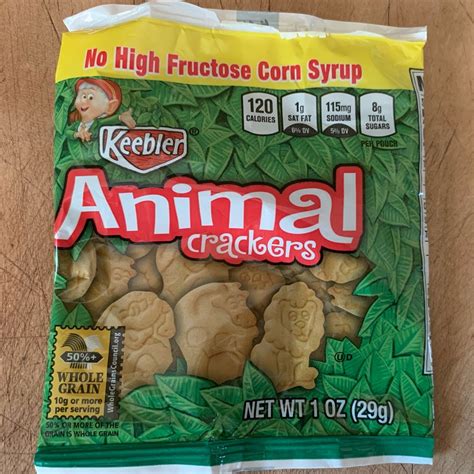 No High Fructose Corn Syrup
120 CALORIES
1g SAT FAT 6% DV
115mg SODIUM 5% DV
8g TOTAL SUGARS
PER POUCH
Keebler®
Animal
crackers
50%+
WHOLE
GRAIN
10g or more
per serving
WholeGrainsCouncil.org
50% OR MORE OF THE
GRAIN IS WHOLE GRAIN
U D
NET WT 1 OZ (29g)